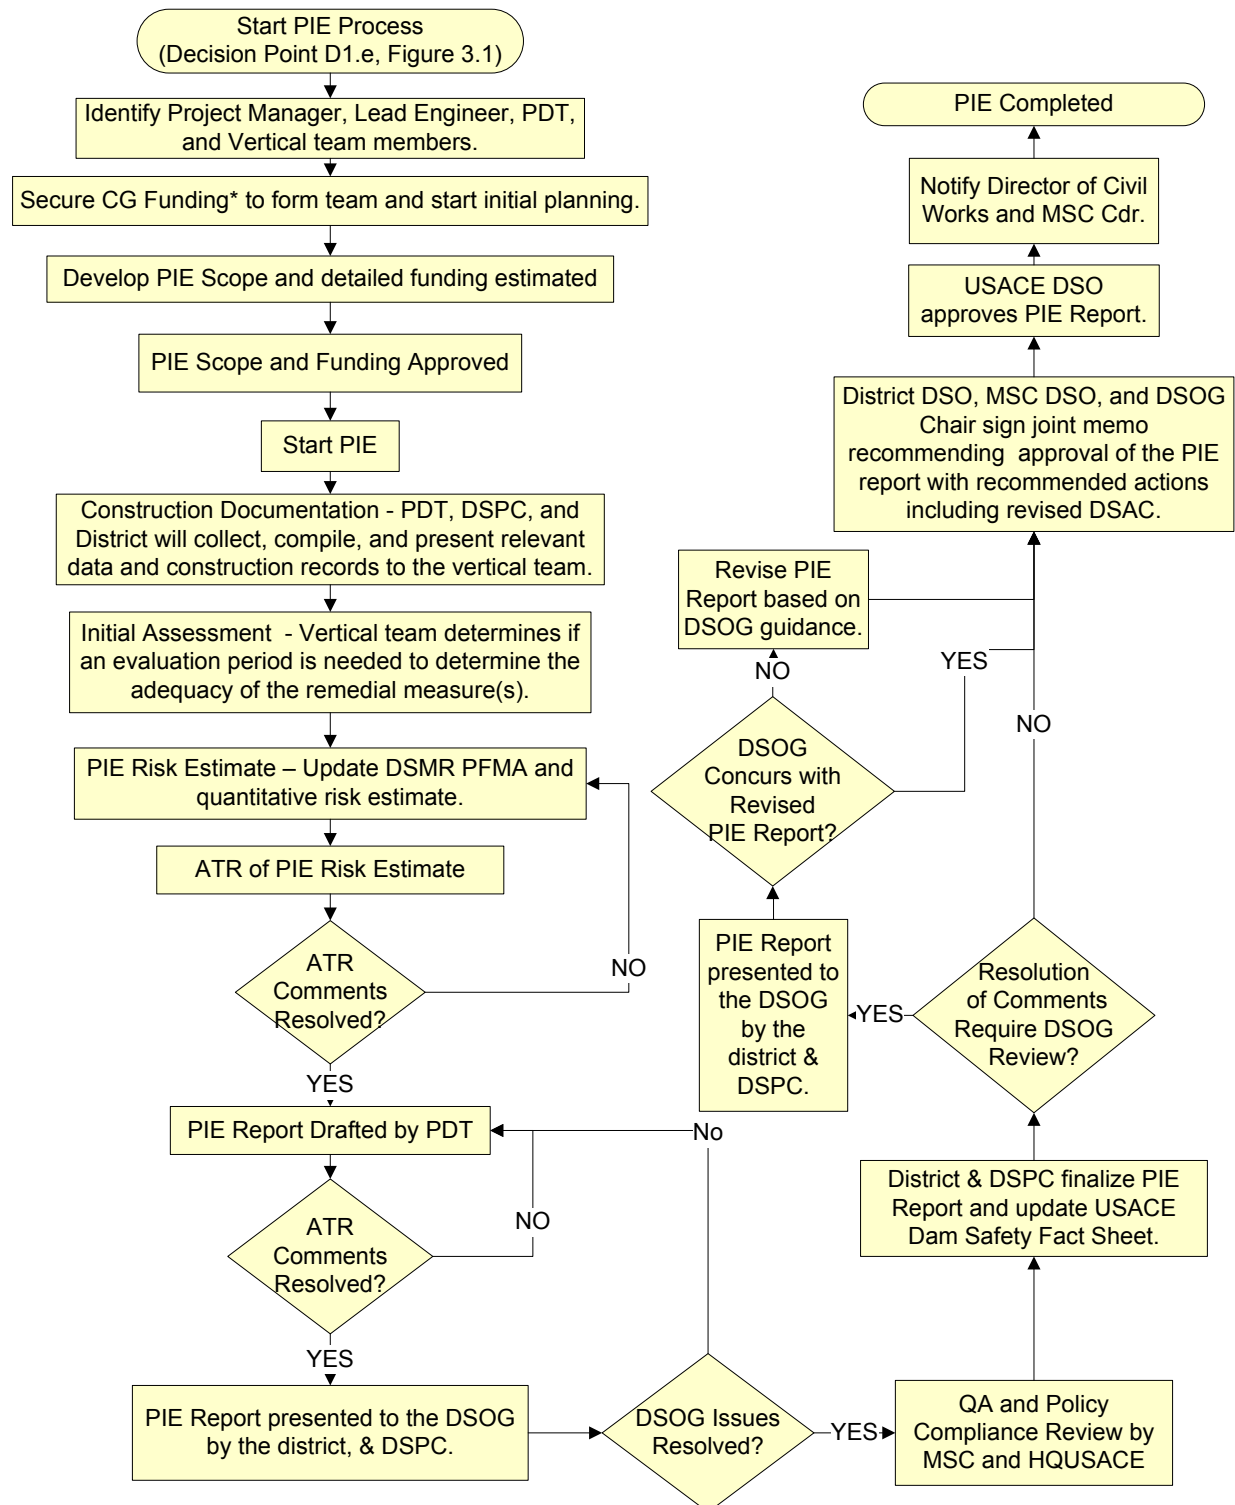 Start PIE Process
(Decision Point D1.e, Figure 3.1)
Identify Project Manager, Lead Engineer, PDT,
and Vertical team members.
Secure CG Funding* to form team and start initial planning.
Develop PIE Scope and detailed funding estimated
PIE Scope and Funding Approved
Start PIE
Construction Documentation - PDT, DSPC, and
District will collect, compile, and present relevant
data and construction records to the vertical team.
Initial Assessment - Vertical team determines if
an evaluation period is needed to determine the
adequacy of the remedial measure(s).
PIE Risk Estimate – Update DSMR PFMA and
quantitative risk estimate.
ATR of PIE Risk Estimate
ATR
Comments
Resolved?
NO
YES
PIE Report Drafted by PDT
ATR
Comments
Resolved?
NO
YES
PIE Report presented to the DSOG
by the district, & DSPC.
DSOG Issues
Resolved?
No
YES
QA and Policy
Compliance Review by
MSC and HQUSACE
District & DSPC finalize PIE
Report and update USACE
Dam Safety Fact Sheet.
Resolution
of Comments
Require DSOG
Review?
YES
NO
PIE Report
presented to
the DSOG
by the
district &
DSPC.
DSOG
Concurs with
Revised
PIE Report?
NO
YES
Revise PIE
Report based on
DSOG guidance.
District DSO, MSC DSO, and DSOG
Chair sign joint memo
recommending approval of the PIE
report with recommended actions
including revised DSAC.
USACE DSO
approves PIE Report.
Notify Director of Civil
Works and MSC Cdr.
PIE Completed